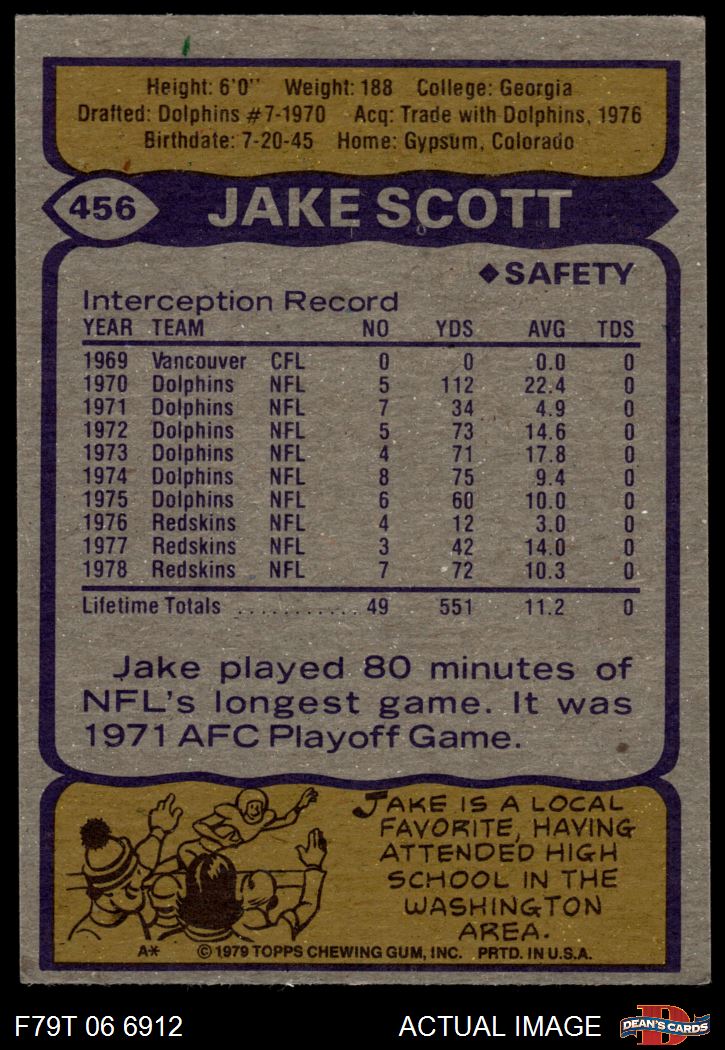 Height: 6'0'' Weight: 188 College: Georgia
Drafted: Dolphins #7-1970 Acq: Trade with Dolphins, 1976
Birthdate: 7-20-45 Home: Gypsum, Colorado
456 JAKE SCOTT
◆SAFETY
Interception Record
YEAR TEAM NO YDS AVG TDS
1969 Vancouver CFL 0 0 0.0 0
1970 Dolphins NFL 5 112 22.4 0
1971 Dolphins NFL 7 34 4.9 0
1972 Dolphins NFL 5 73 14.6 0
1973 Dolphins NFL 4 71 17.8 0
1974 Dolphins NFL 8 75 9.4 0
1975 Dolphins NFL 6 60 10.0 0
1976 Redskins NFL 4 12 3.0 0
1977 Redskins NFL 3 42 14.0 0
1978 Redskins NFL 7 72 10.3 0
Lifetime Totals ........... 49 551 11.2 0
Jake played 80 minutes of
NFL's longest game. It was
1971 AFC Playoff Game.
JAKE IS A LOCAL
FAVORITE, HAVING
ATTENDED HIGH
SCHOOL IN THE
WASHINGTON
AREA.
A* © 1979 TOPPS CHEWING GUM, INC. PRTD. IN U.S.A.
F79T 06 6912 ACTUAL IMAGE D DEAN'S CARDS